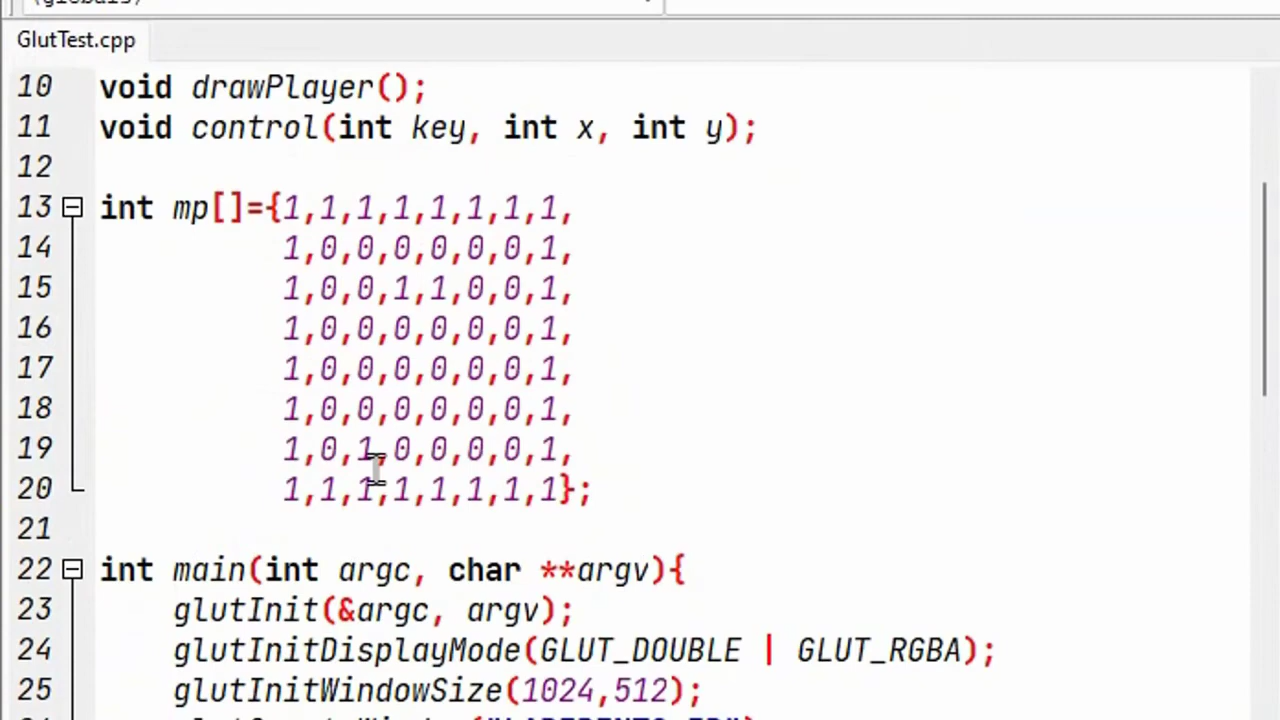 GlutTest.cpp
10 void drawPlayer();
11 void control(int key, int x, int y);
12
13 int mp[]={1,1,1,1,1,1,1,1,
14 1,0,0,0,0,0,0,1,
15 1,0,0,1,1,0,0,1,
16 1,0,0,0,0,0,0,1,
17 1,0,0,0,0,0,0,1,
18 1,0,0,0,0,0,0,1,
19 1,0,1,0,0,0,0,1,
20 1,1,1,1,1,1,1,1};
21
22 int main(int argc, char **argv){
23 glutInit(&argc, argv);
24 glutInitDisplayMode(GLUT_DOUBLE | GLUT_RGBA);
25 glutInitWindowSize(1024,512);